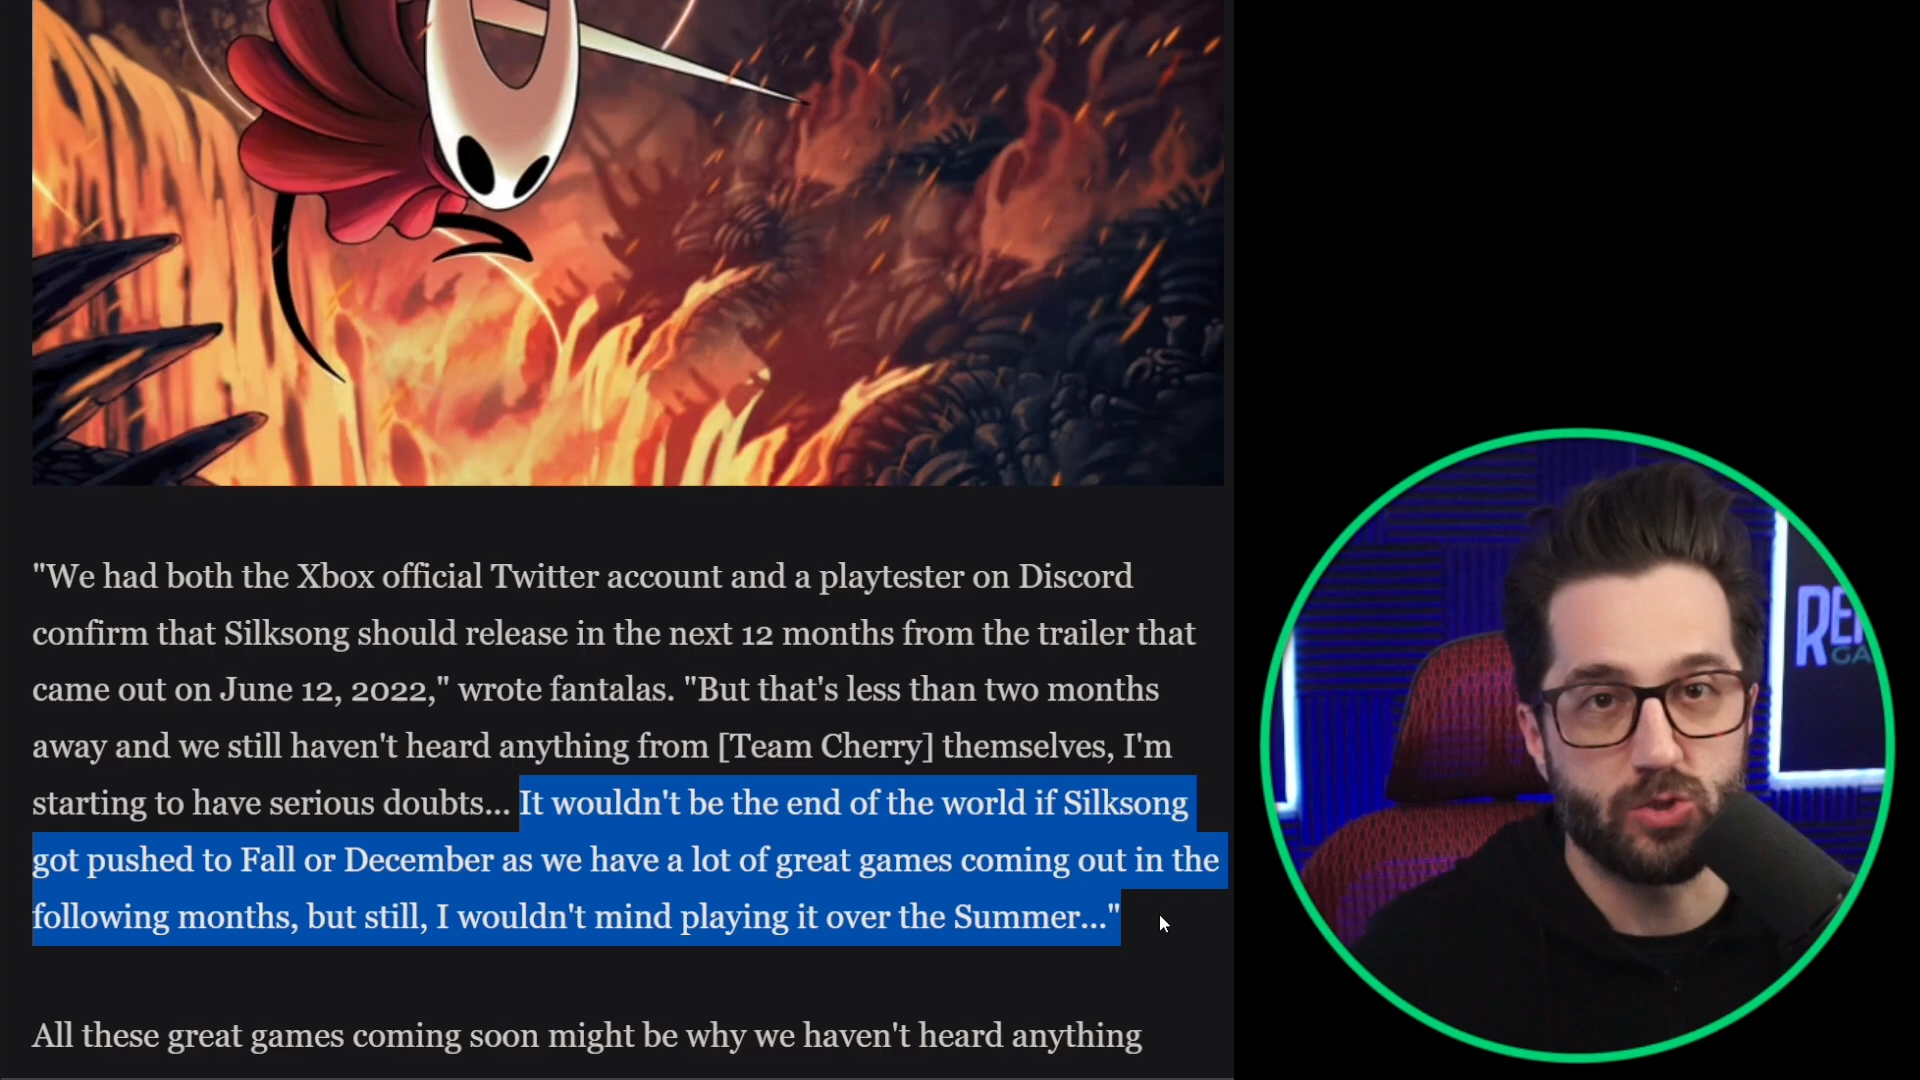 "We had both the Xbox official Twitter account and a playtester on Discord
confirm that Silksong should release in the next 12 months from the trailer that
came out on June 12, 2022," wrote fantalas. "But that's less than two months
away and we still haven't heard anything from [Team Cherry] themselves, I'm
starting to have serious doubts... It wouldn't be the end of the world if Silksong
got pushed to Fall or December as we have a lot of great games coming out in the
following months, but still, I wouldn't mind playing it over the Summer..."
All these great games coming soon might be why we haven't heard anything